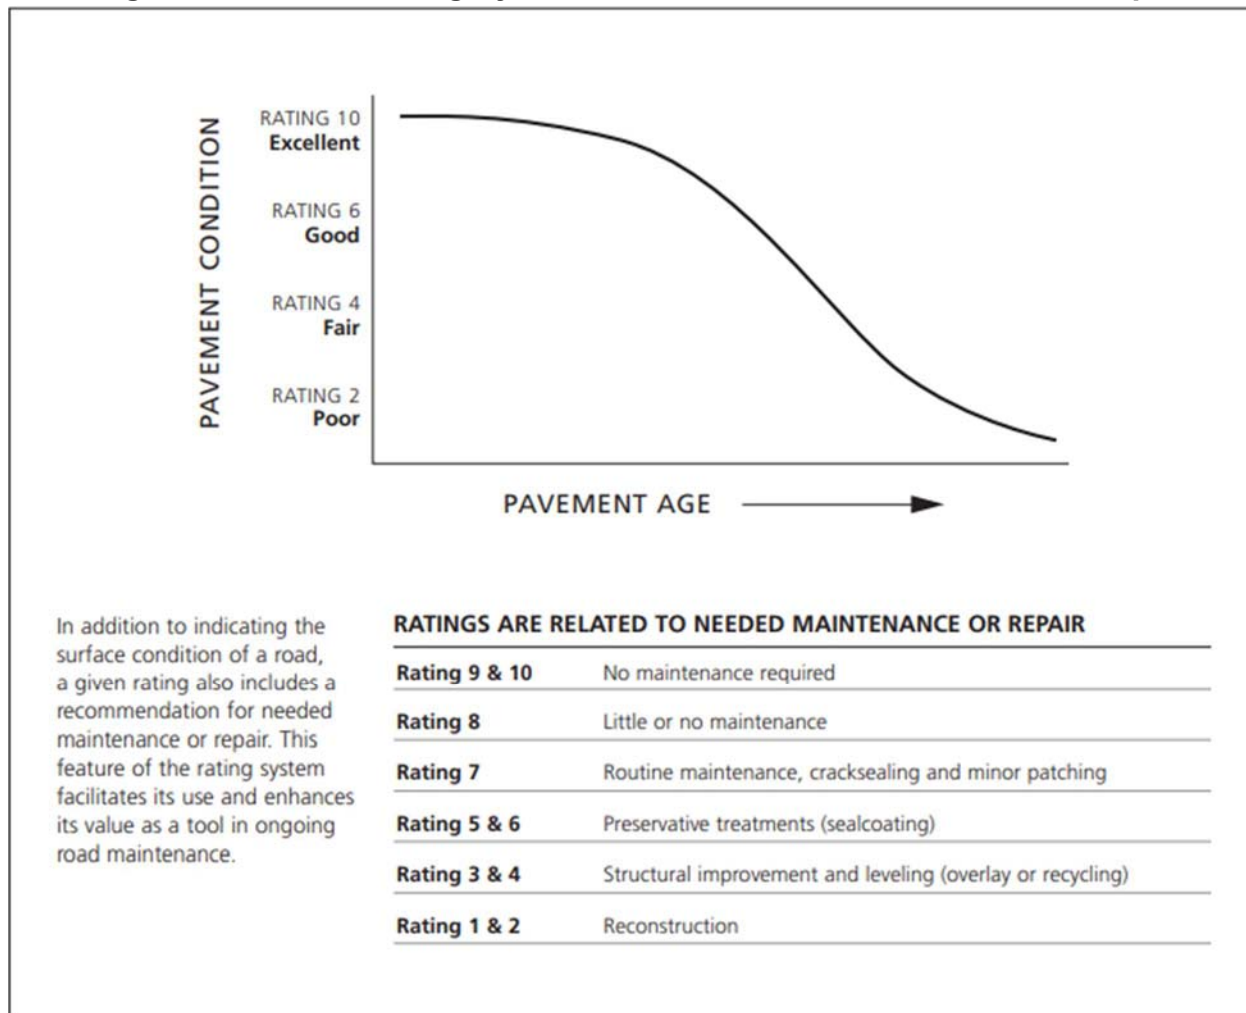 PAVEMENT CONDITION
RATING 10
Excellent
RATING 6
Good
RATING 4
Fair
RATING 2
Poor
PAVEMENT AGE
In addition to indicating the
surface condition of a road,
a given rating also includes a
recommendation for needed
maintenance or repair. This
feature of the rating system
facilitates its use and enhances
its value as a tool in ongoing
road maintenance.
RATINGS ARE RELATED TO NEEDED MAINTENANCE OR REPAIR
Rating 9 & 10 No maintenance required
Rating 8 Little or no maintenance
Rating 7 Routine maintenance, cracksealing and minor patching
Rating 5 & 6 Preservative treatments (sealcoating)
Rating 3 & 4 Structural improvement and leveling (overlay or recycling)
Rating 1 & 2 Reconstruction